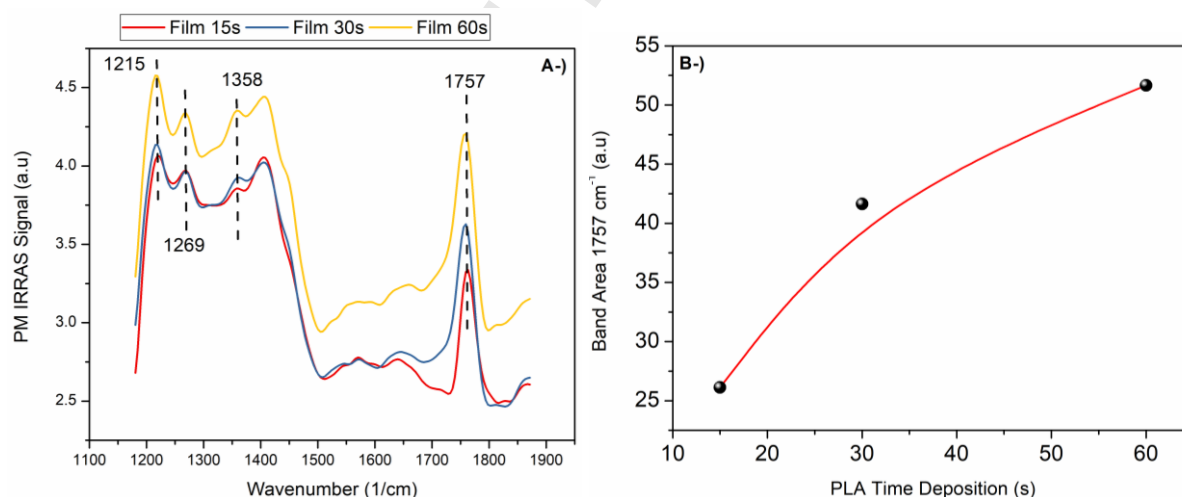 Film 15s Film 30s Film 60s
A-)
1215
1269
1358
1757
4.5
4.0
3.5
3.0
2.5
PM IRRAS Signal (a.u)
1100 1200 1300 1400 1500 1600 1700 1800 1900
Wavenumber (1/cm)
B-)
55
50
45
40
35
30
25
Band Area 1757 cm⁻¹ (a.u)
10 20 30 40 50 60
PLA Time Deposition (s)